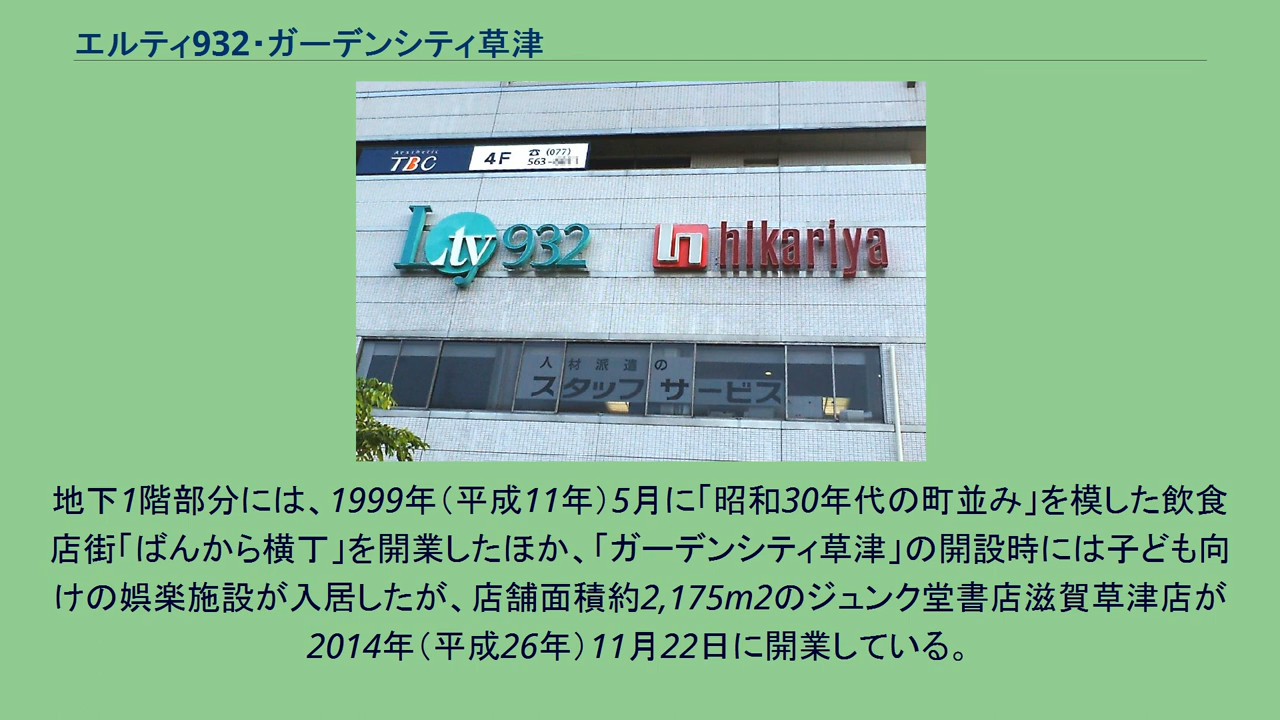 エルティ932・ガーデンシティ草津
Aesthetic
TBC
4F
☎ (077)
563-
Lty932
hikariya
人材派遣の
スタッフサービス
地下1階部分には、1999年（平成11年）5月に「昭和30年代の町並み」を模した飲食
店街「ばんから横丁」を開業したほか、「ガーデンシティ草津」の開設時には子ども向
けの娯楽施設が入居したが、店舗面積約2,175m2のジュンク堂書店滋賀草津店が
2014年（平成26年）11月22日に開業している。